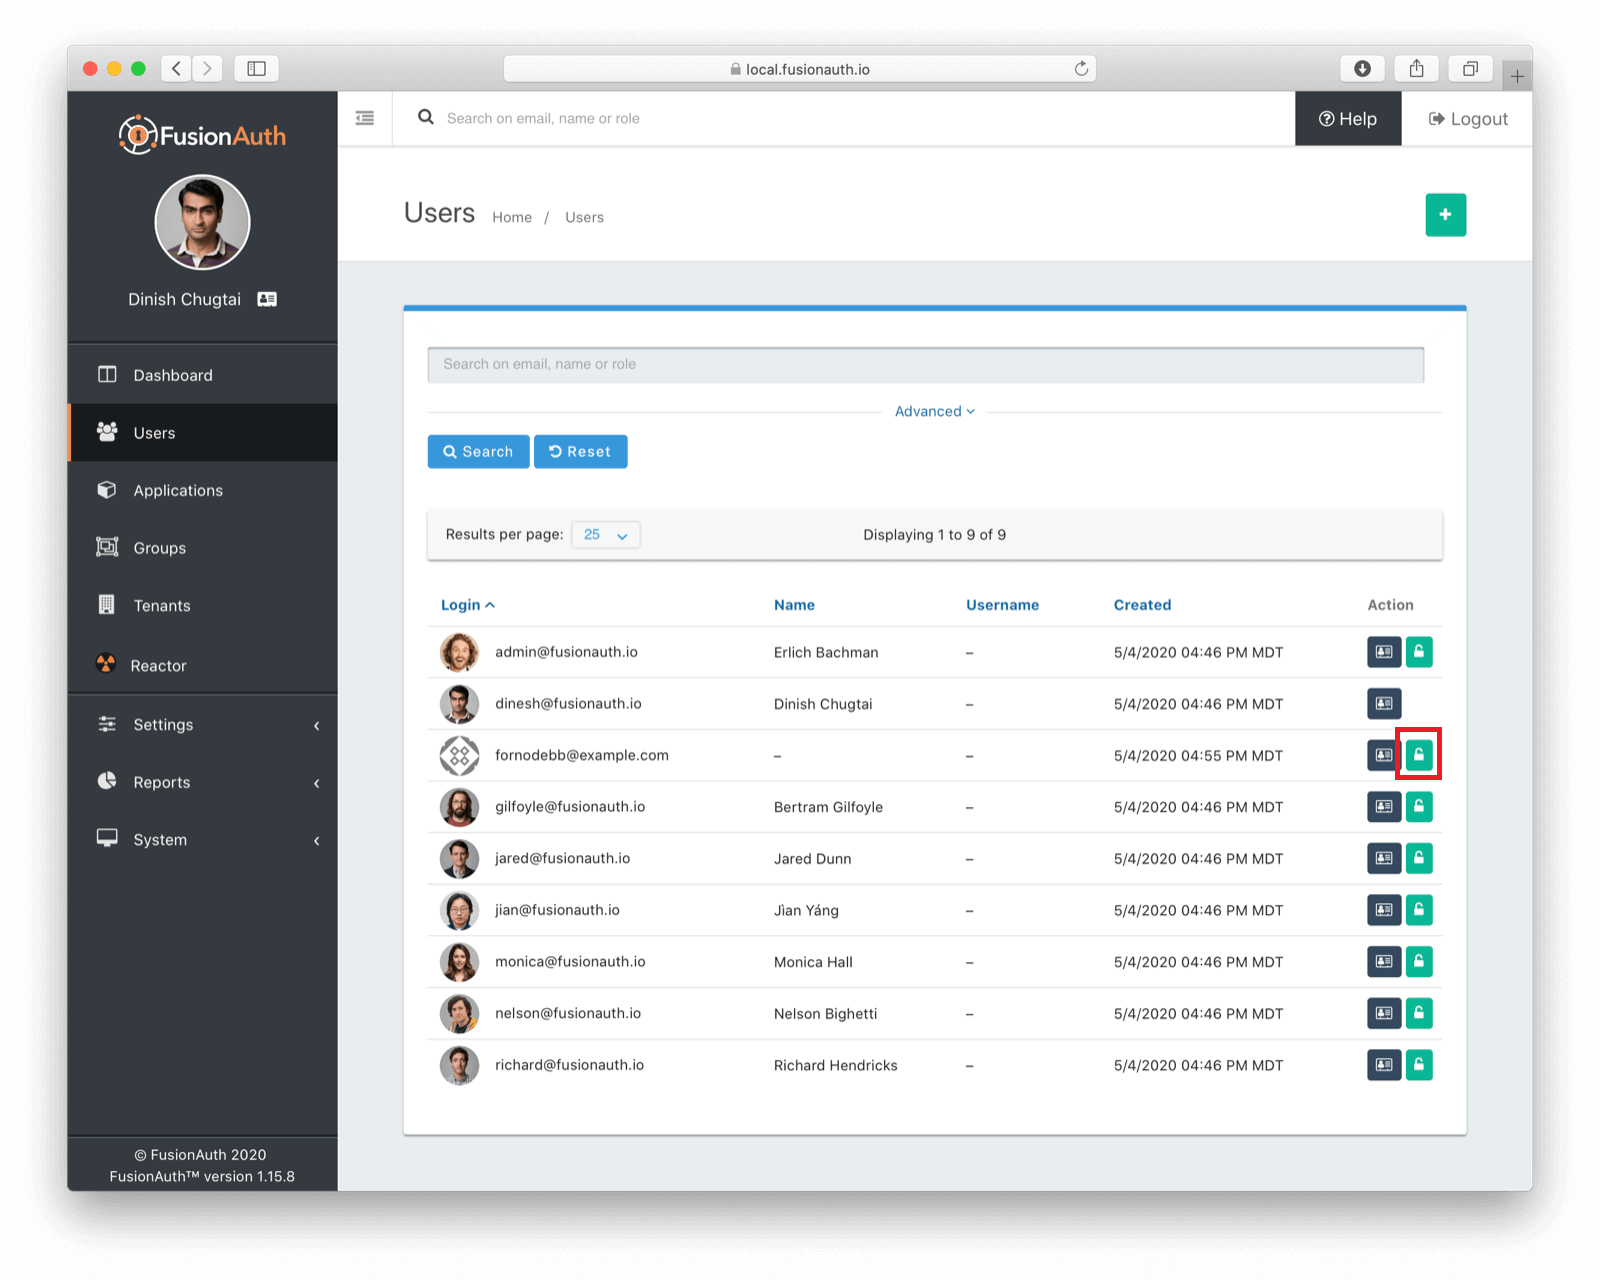 local.fusionauth.io
FusionAuth
Search on email, name or role
Help
Logout
Dinish Chugtai
Users
Home / Users
Dashboard
Users
Applications
Groups
Tenants
Reactor
Settings
Reports
System
© FusionAuth 2020
FusionAuth™ version 1.15.8
Search on email, name or role
Advanced
Search
Reset
Results per page: 25
Displaying 1 to 9 of 9
Login Name Username Created Action
admin@fusionauth.io Erlich Bachman – 5/4/2020 04:46 PM MDT
dinesh@fusionauth.io Dinish Chugtai – 5/4/2020 04:46 PM MDT
fornodebb@example.com – – 5/4/2020 04:55 PM MDT
gilfoyle@fusionauth.io Bertram Gilfoyle – 5/4/2020 04:46 PM MDT
jared@fusionauth.io Jared Dunn – 5/4/2020 04:46 PM MDT
jian@fusionauth.io Jìan Yáng – 5/4/2020 04:46 PM MDT
monica@fusionauth.io Monica Hall – 5/4/2020 04:46 PM MDT
nelson@fusionauth.io Nelson Bighetti – 5/4/2020 04:46 PM MDT
richard@fusionauth.io Richard Hendricks – 5/4/2020 04:46 PM MDT